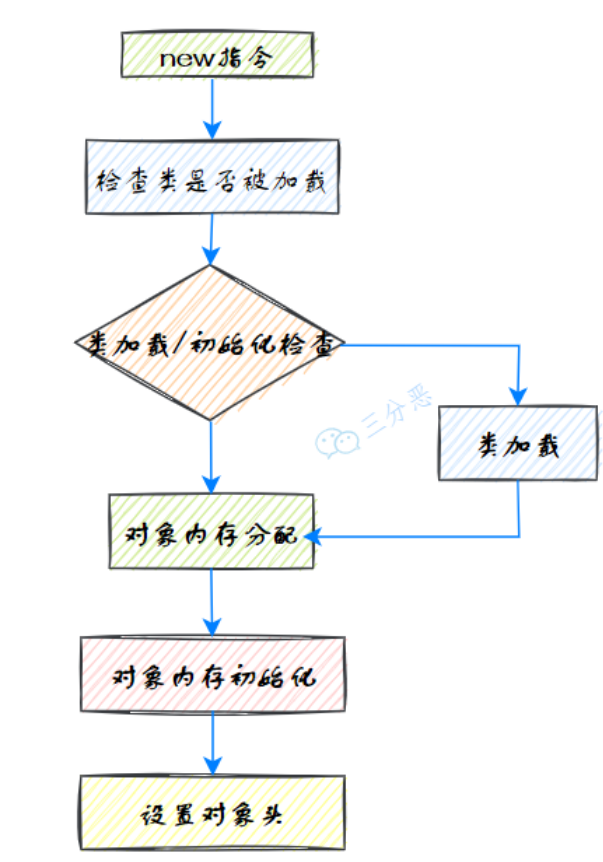 new指令
检查类是否被加载
类加载/初始化检查
三分恶
类加载
对象内存分配
对象内存初始化
设置对象头